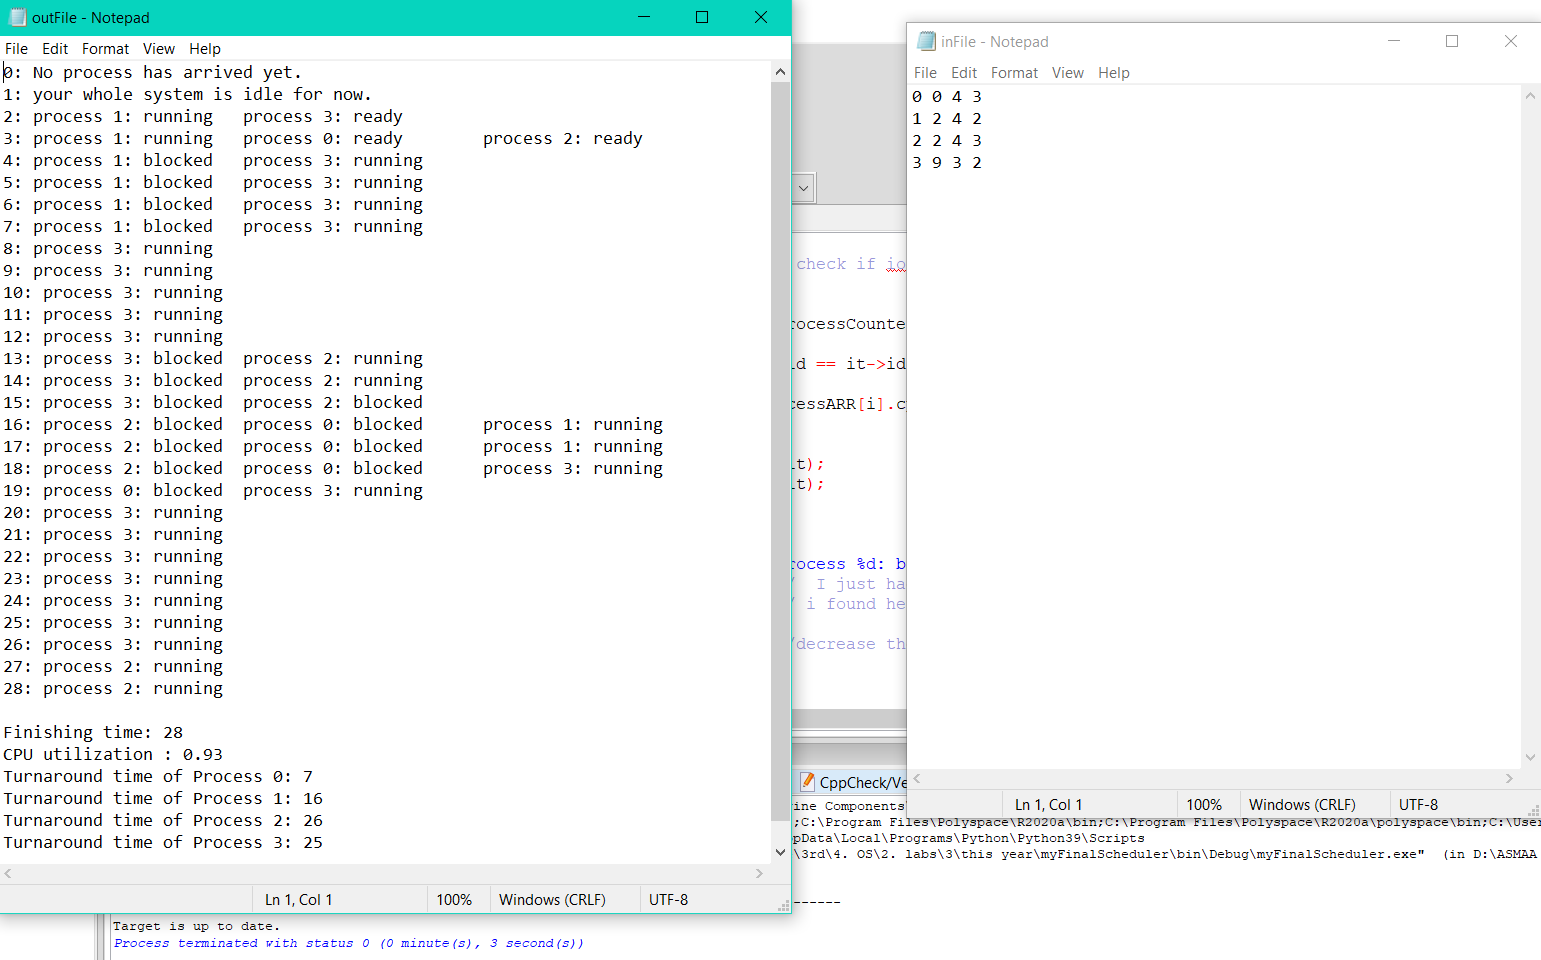 outFile - Notepad
File Edit Format View Help
0: No process has arrived yet.
1: your whole system is idle for now.
2: process 1: running process 3: ready
3: process 1: running process 0: ready process 2: ready
4: process 1: blocked process 3: running
5: process 1: blocked process 3: running
6: process 1: blocked process 3: running
7: process 1: blocked process 3: running
8: process 3: running
9: process 3: running
10: process 3: running
11: process 3: running
12: process 3: running
13: process 3: blocked process 2: running
14: process 3: blocked process 2: running
15: process 3: blocked process 2: blocked
16: process 2: blocked process 0: blocked process 1: running
17: process 2: blocked process 0: blocked process 1: running
18: process 2: blocked process 0: blocked process 3: running
19: process 0: blocked process 3: running
20: process 3: running
21: process 3: running
22: process 3: running
23: process 3: running
24: process 3: running
25: process 3: running
26: process 3: running
27: process 2: running
28: process 2: running
Finishing time: 28
CPU utilization : 0.93
Turnaround time of Process 0: 7
Turnaround time of Process 1: 16
Turnaround time of Process 2: 26
Turnaround time of Process 3: 25
Ln 1, Col 1 100% Windows (CRLF) UTF-8
inFile - Notepad
File Edit Format View Help
0 0 4 3
1 2 4 2
2 2 4 3
3 9 3 2
Ln 1, Col 1 100% Windows (CRLF) UTF-8
check if io
rocessCounte
id == it->id
cessARR[i].c
it);
it);
rocess %d: b
/ I just ha
/ i found he
/decrease th
CppCheck/Ve
ine Components\
;C:\Program Files\Polyspace\R2020a\bin;C:\Program Files\Polyspace\R2020a\polyspace\bin;C:\User
ppData\Local\Programs\Python\Python39\Scripts
\3rd\4. OS\2. labs\3\this year\myFinalScheduler\bin\Debug\myFinalScheduler.exe" (in D:\ASMAA
------
Target is up to date.
Process terminated with status 0 (0 minute(s), 3 second(s))